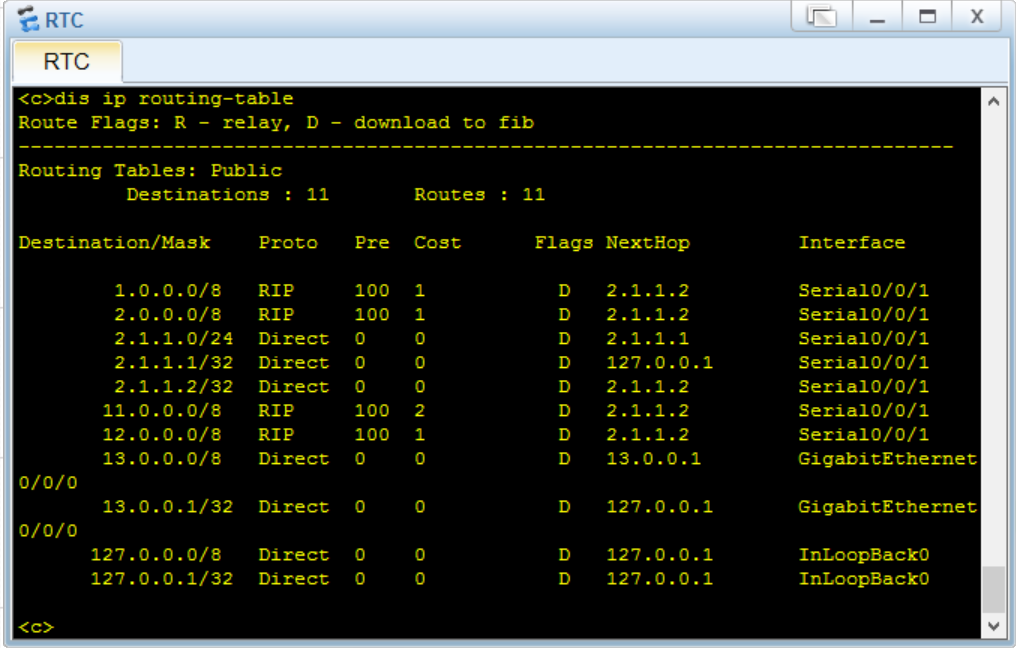 RTC
RTC
<c>dis ip routing-table
Route Flags: R - relay, D - download to fib
------------------------------------------------------------------------------
Routing Tables: Public
         Destinations : 11       Routes : 11

Destination/Mask    Proto   Pre  Cost      Flags NextHop         Interface

        1.0.0.0/8   RIP     100  1           D   2.1.1.2         Serial0/0/1
        2.0.0.0/8   RIP     100  1           D   2.1.1.2         Serial0/0/1
        2.1.1.0/24  Direct  0    0           D   2.1.1.1         Serial0/0/1
        2.1.1.1/32  Direct  0    0           D   127.0.0.1       Serial0/0/1
        2.1.1.2/32  Direct  0    0           D   2.1.1.2         Serial0/0/1
       11.0.0.0/8   RIP     100  2           D   2.1.1.2         Serial0/0/1
       12.0.0.0/8   RIP     100  1           D   2.1.1.2         Serial0/0/1
       13.0.0.0/8   Direct  0    0           D   13.0.0.1        GigabitEthernet
0/0/0
       13.0.0.1/32  Direct  0    0           D   127.0.0.1       GigabitEthernet
0/0/0
      127.0.0.0/8   Direct  0    0           D   127.0.0.1       InLoopBack0
      127.0.0.1/32  Direct  0    0           D   127.0.0.1       InLoopBack0

<c>